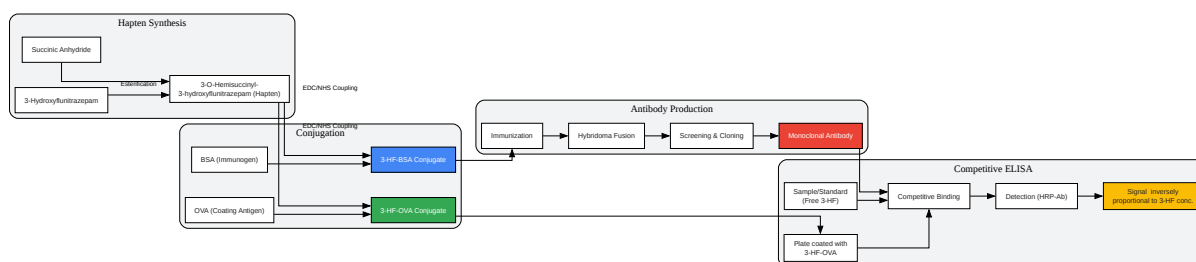 Hapten Synthesis
Succinic Anhydride
Esterification
3-Hydroxyflunitrazepam
3-O-Hemisuccinyl-
3-hydroxyflunitrazepam (Hapten)
EDC/NHS Coupling
EDC/NHS Coupling
Conjugation
BSA (Immunogen)
3-HF-BSA Conjugate
OVA (Coating Antigen)
3-HF-OVA Conjugate
Antibody Production
Immunization
Hybridoma Fusion
Screening & Cloning
Monoclonal Antibody
Competitive ELISA
Sample/Standard
(Free 3-HF)
Competitive Binding
Detection (HRP-Ab)
Signal inversely
proportional to 3-HF conc.
Plate coated with
3-HF-OVA